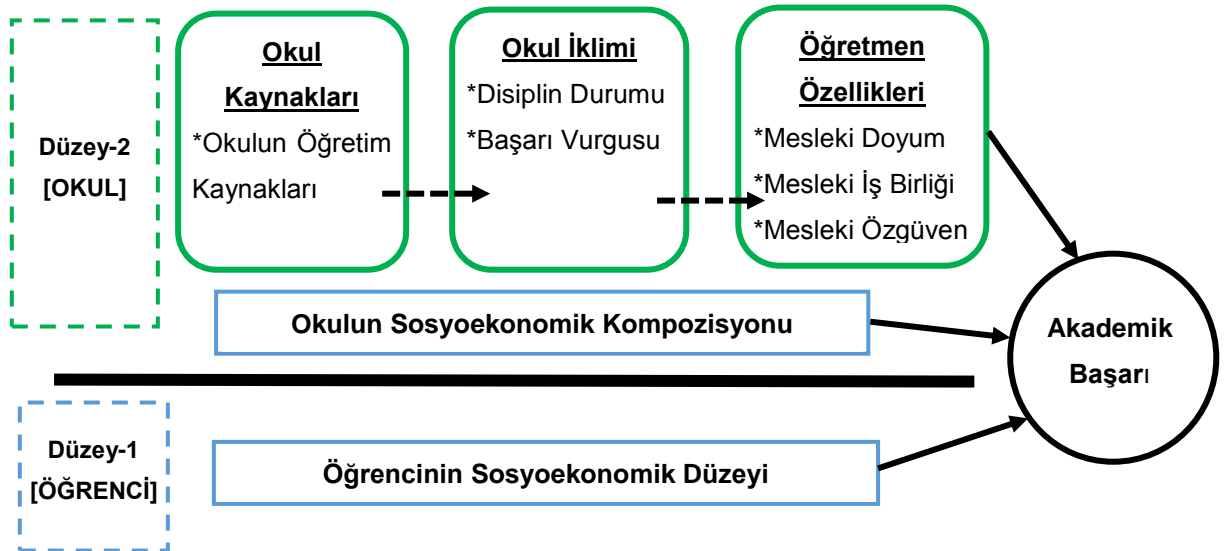 Düzey-2
[OKUL]
Okul
Kaynakları
*Okulun Öğretim
Kaynakları
Okul İklimi
*Disiplin Durumu
*Başarı Vurgusu
Öğretmen
Özellikleri
*Mesleki Doyum
*Mesleki İş Birliği
*Mesleki Özgüven
Okulun Sosyoekonomik Kompozisyonu
Akademik
Başarı
Düzey-1
[ÖĞRENCİ]
Öğrencinin Sosyoekonomik Düzeyi